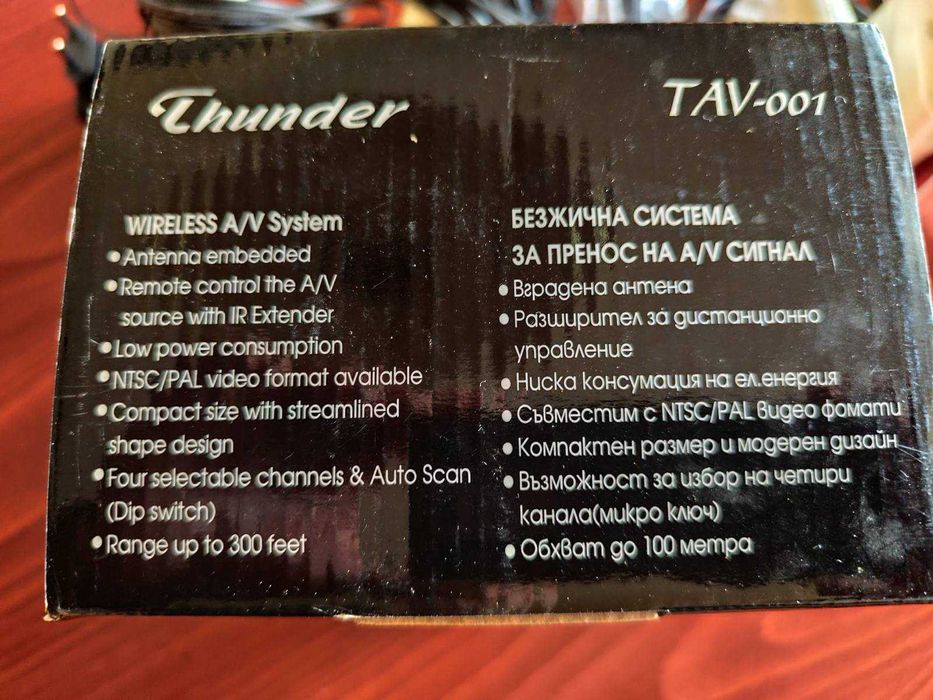 Thunder
TAV-001
WIRELESS A/V System
•Antenna embedded
•Remote control the A/V
source with IR Extender
•Low power consumption
•NTSC/PAL video format available
•Compact size with streamlined
shape design
•Four selectable channels & Auto Scan
(Dip switch)
•Range up to 300 feet
БЕЗЖИЧНА СИСТЕМА
ЗА ПРЕНОС НА A/V СИГНАЛ
•Вградена антена
•Разширител за дистанционно
управление
•Ниска консумация на ел.енергия
•Съвместим с NTSC/PAL видео фомати
•Компактен размер и модерен дизайн
•Възможност за избор на четири
канала(микро ключ)
•Обхват до 100 метра